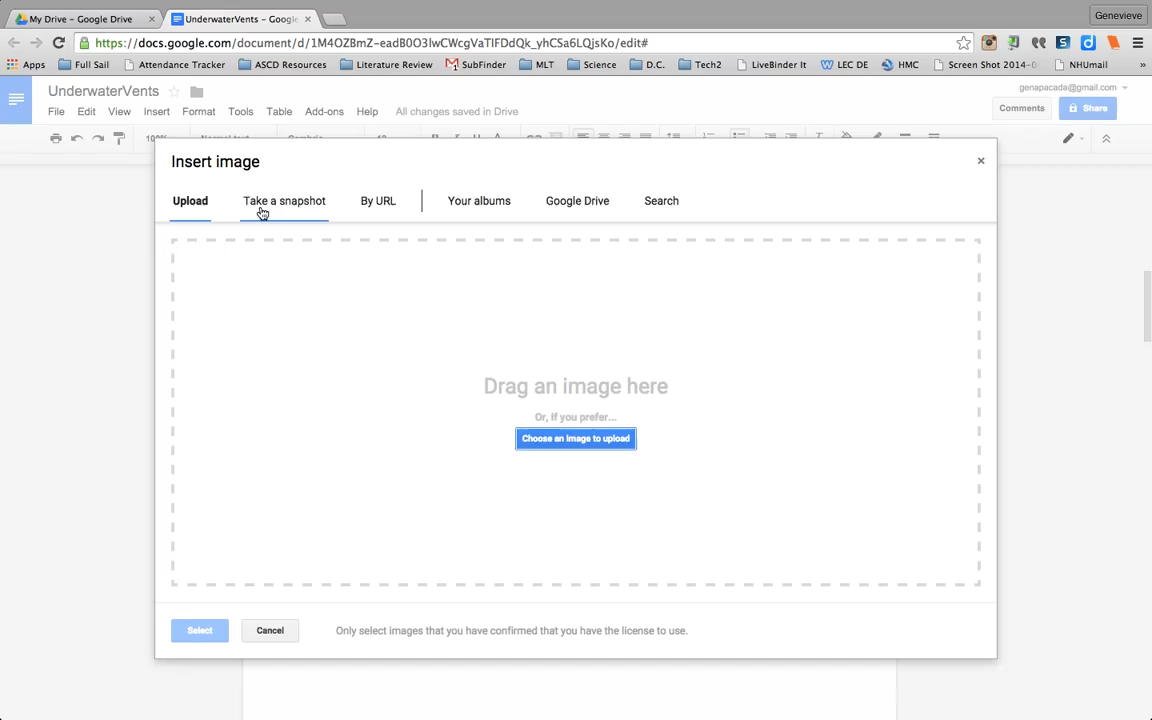 My Drive - Google Drive
UnderwaterVents - Google
Genevieve
https://docs.google.com/document/d/1M4OZBmZ-eadB0O3lwCWcgVaTIFDdQk_yhCSa6LQjsKo/edit#
Apps Full Sail Attendance Tracker ASCD Resources Literature Review SubFinder MLT Science D.C. Tech2 LiveBinder It LEC DE HMC Screen Shot 2014-0 NHUmail »
UnderwaterVents
genapacada@gmail.com
File Edit View Insert Format Tools Table Add-ons Help All changes saved in Drive
Comments Share
Insert image
Upload Take a snapshot By URL Your albums Google Drive Search
Drag an image here
Or, if you prefer...
Choose an image to upload
Select Cancel Only select images that you have confirmed that you have the license to use.